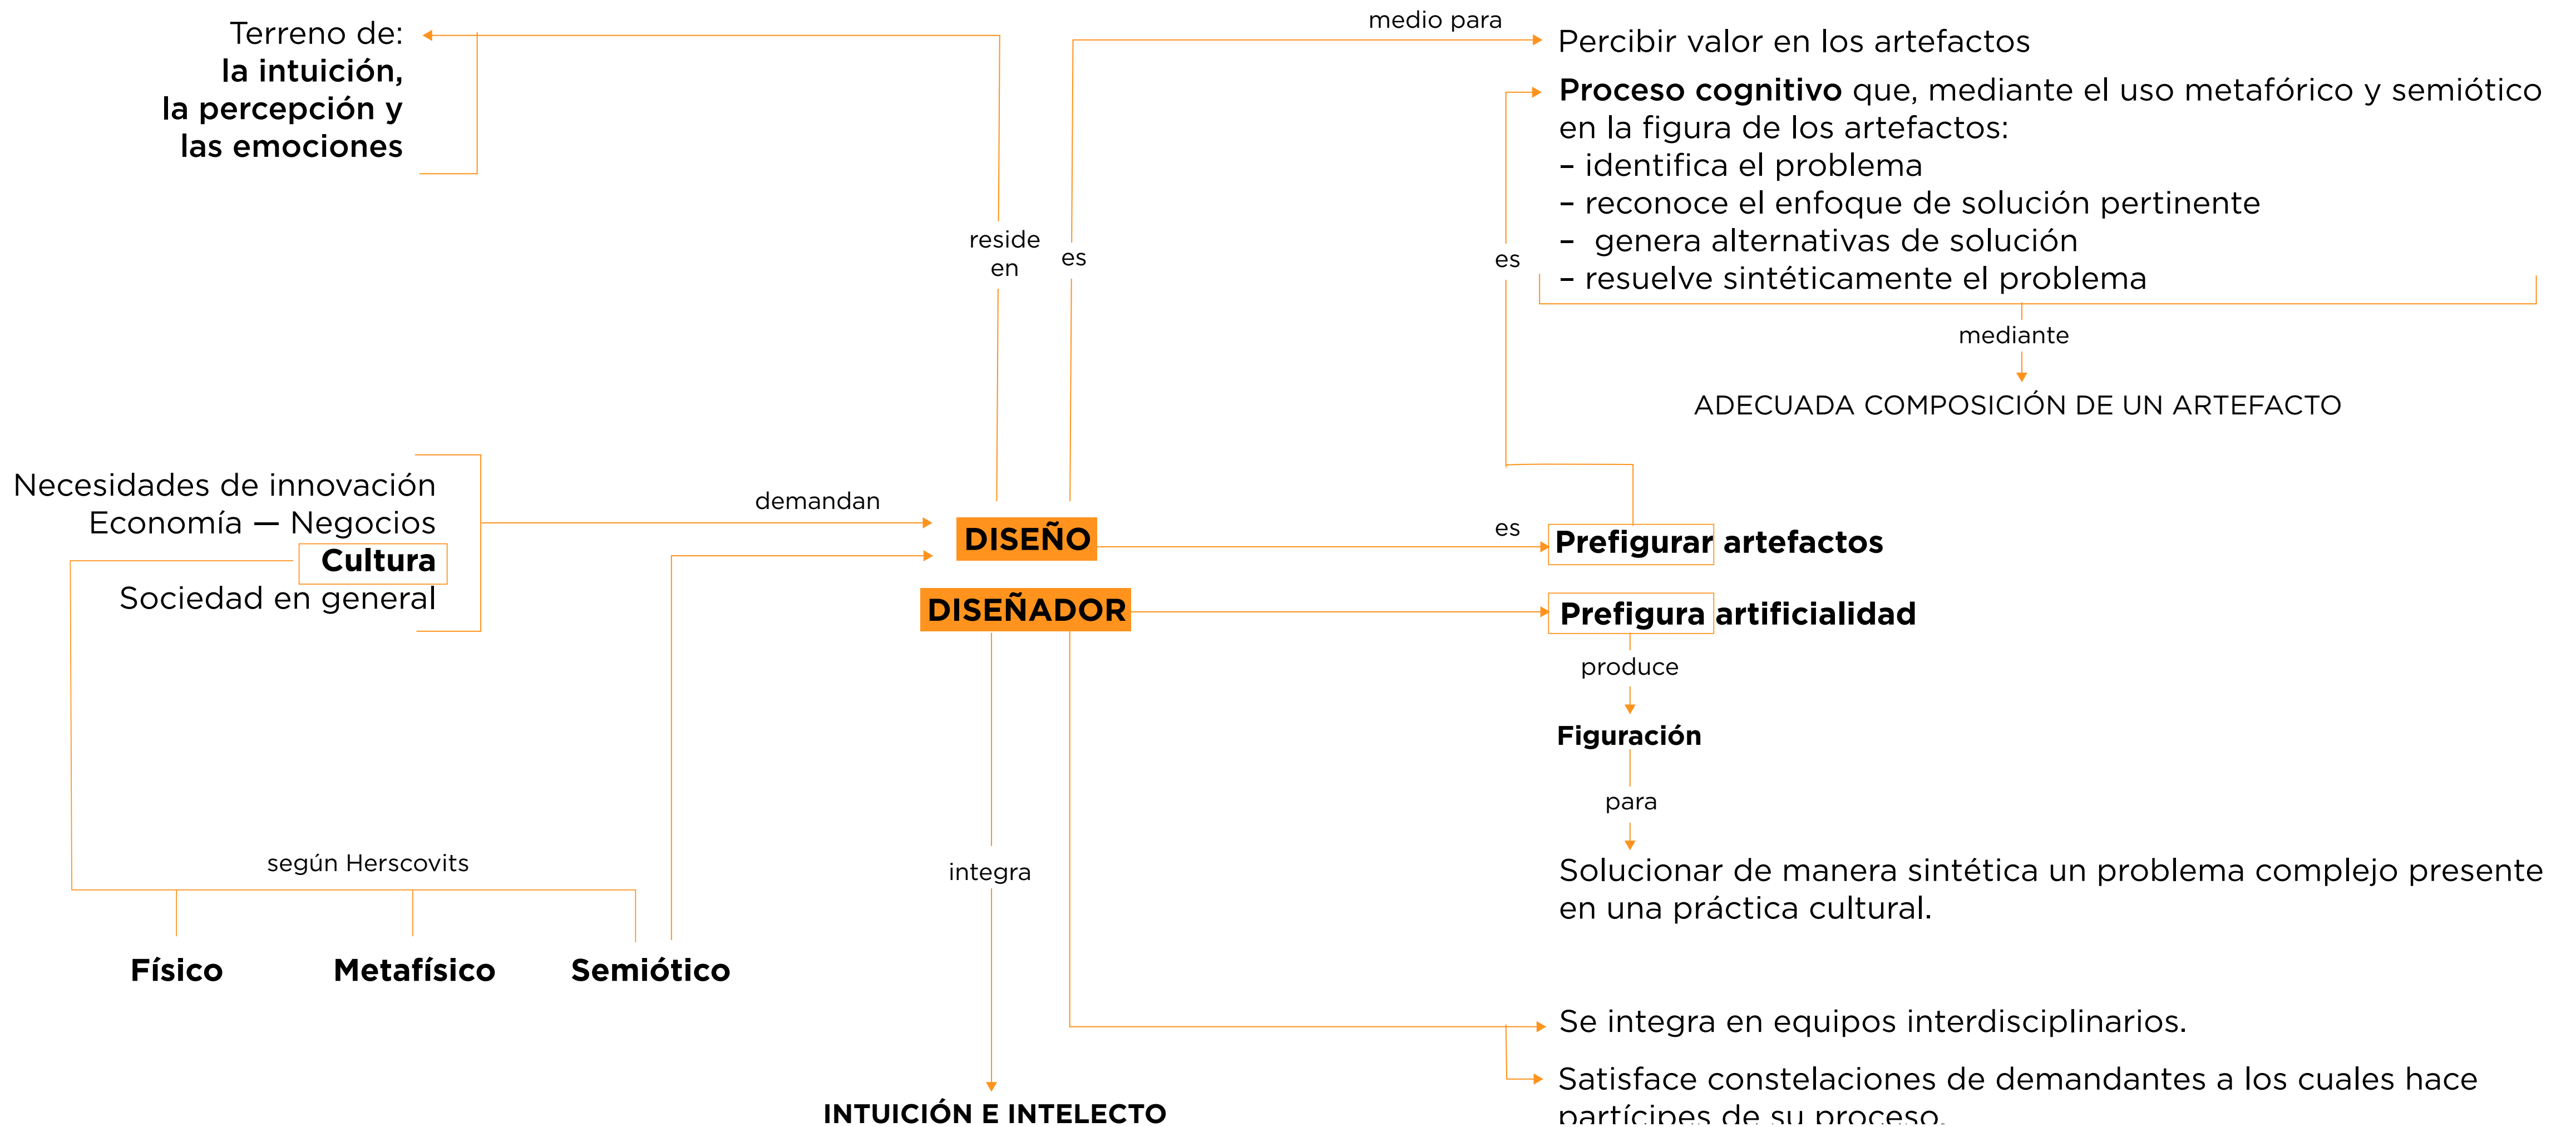 Terreno de:
la intuición,
la percepción y
las emociones
medio para
Percibir valor en los artefactos
Proceso cognitivo que, mediante el uso metafórico y semiótico
en la figura de los artefactos:
– identifica el problema
– reconoce el enfoque de solución pertinente
– genera alternativas de solución
– resuelve sintéticamente el problema
reside
en
es
es
mediante
ADECUADA COMPOSICIÓN DE UN ARTEFACTO
Necesidades de innovación
Economía — Negocios
Cultura
Sociedad en general
demandan
DISEÑO
es
Prefigurar artefactos
DISEÑADOR
Prefigura artificialidad
produce
Figuración
para
Solucionar de manera sintética un problema complejo presente
en una práctica cultural.
según Herscovits
Físico
Metafísico
Semiótico
integra
INTUICIÓN E INTELECTO
Se integra en equipos interdisciplinarios.
Satisface constelaciones de demandantes a los cuales hace
partícipes de su proceso.